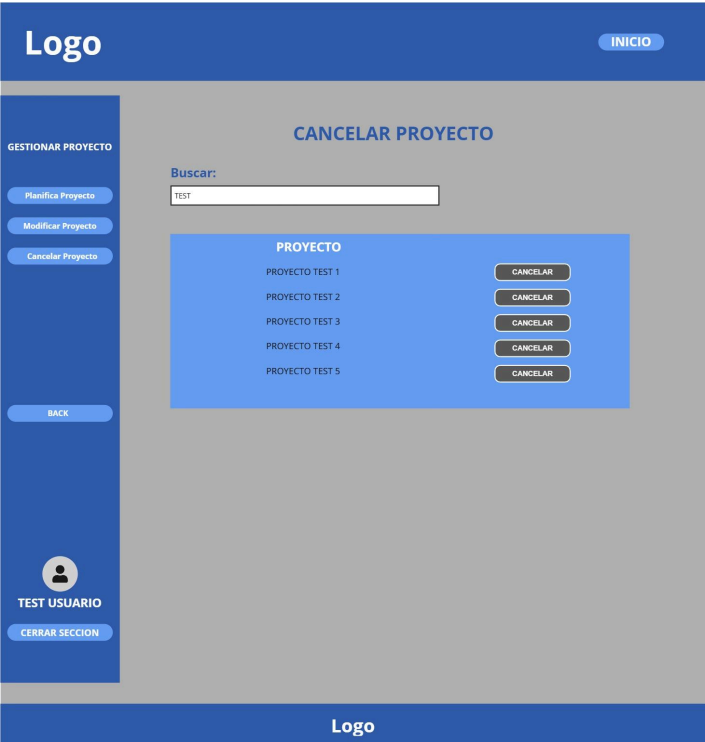 Logo
INICIO
GESTIONAR PROYECTO
Planifica Proyecto
Modificar Proyecto
Cancelar Proyecto
BACK
TEST USUARIO
CERRAR SECCION
CANCELAR PROYECTO
Buscar:
TEST
PROYECTO
PROYECTO TEST 1 CANCELAR
PROYECTO TEST 2 CANCELAR
PROYECTO TEST 3 CANCELAR
PROYECTO TEST 4 CANCELAR
PROYECTO TEST 5 CANCELAR
Logo